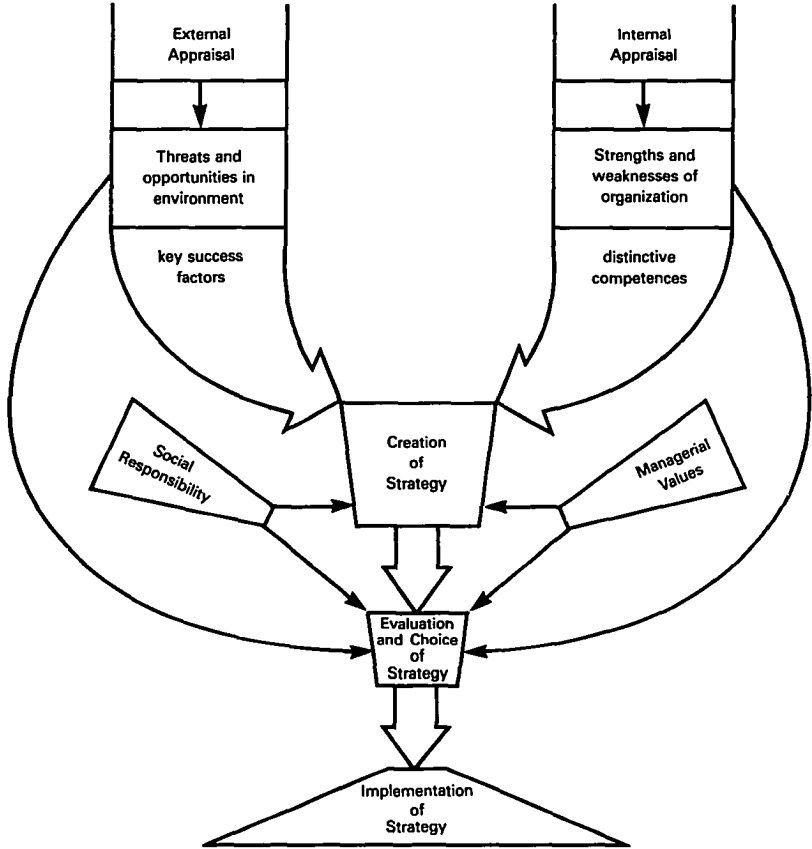 External
Appraisal
Internal
Appraisal
Threats and
opportunities in
environment
Strengths and
weaknesses of
organization
key success
factors
distinctive
competences
Creation
of
Strategy
Social
Responsibility
Managerial
Values
Evaluation
and Choice
of
Strategy
Implementation
of
Strategy